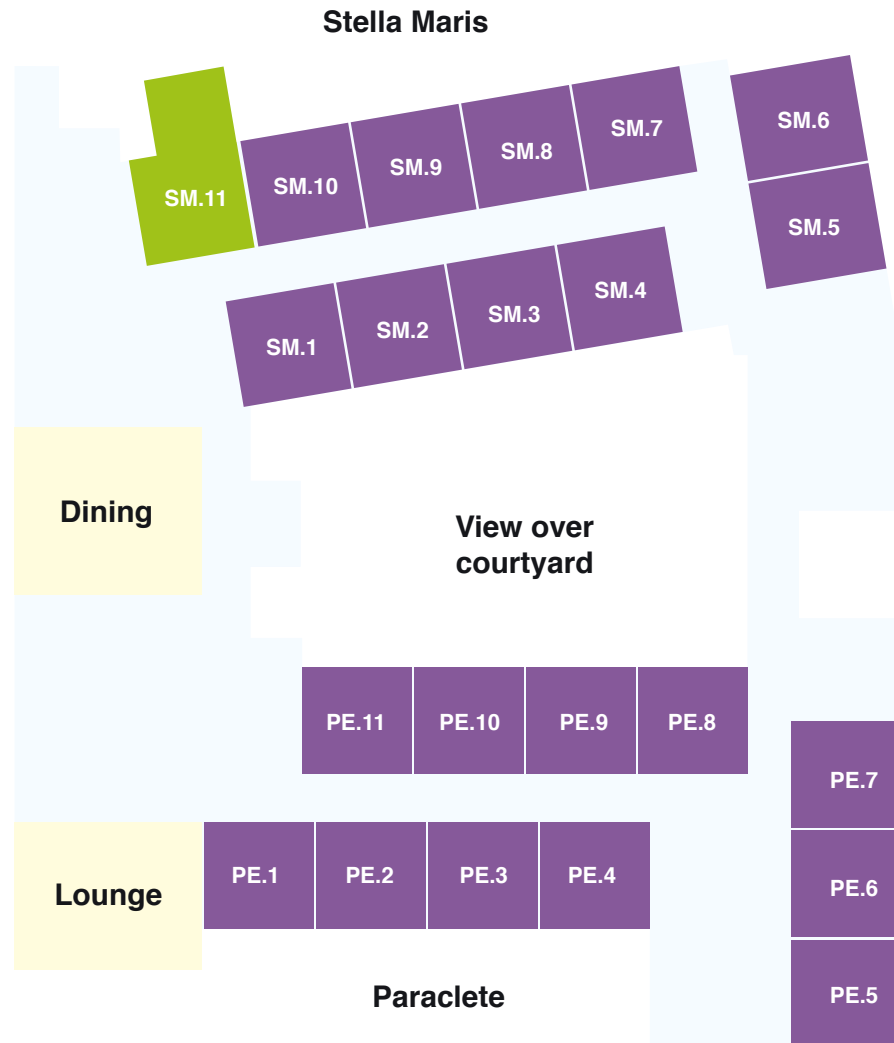 Stella Maris
SM.11
SM.10
SM.9
SM.8
SM.7
SM.6
SM.5
SM.1
SM.2
SM.3
SM.4
Dining
View over
courtyard
PE.11
PE.10
PE.9
PE.8
PE.7
Lounge
PE.1
PE.2
PE.3
PE.4
PE.6
Paraclete
PE.5